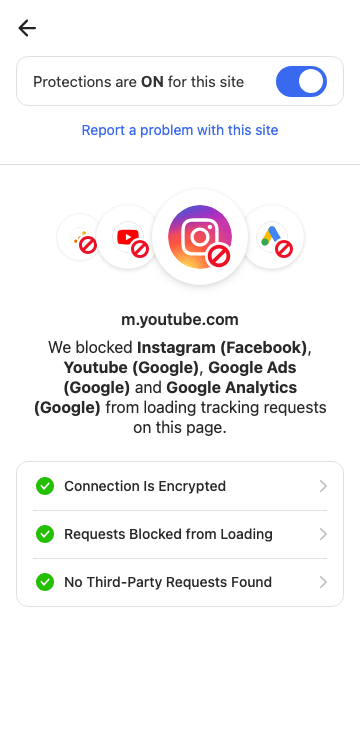 Protections are ON for this site
Report a problem with this site
m.youtube.com
We blocked Instagram (Facebook),
Youtube (Google), Google Ads
(Google) and Google Analytics
(Google) from loading tracking requests
on this page.
Connection Is Encrypted
Requests Blocked from Loading
No Third-Party Requests Found